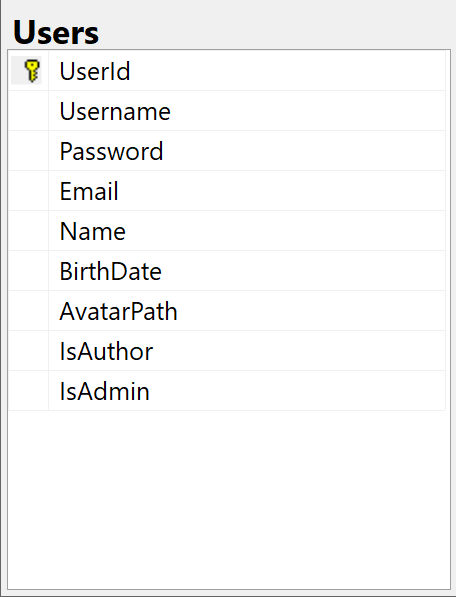 Users
UserId
Username
Password
Email
Name
BirthDate
AvatarPath
IsAuthor
IsAdmin